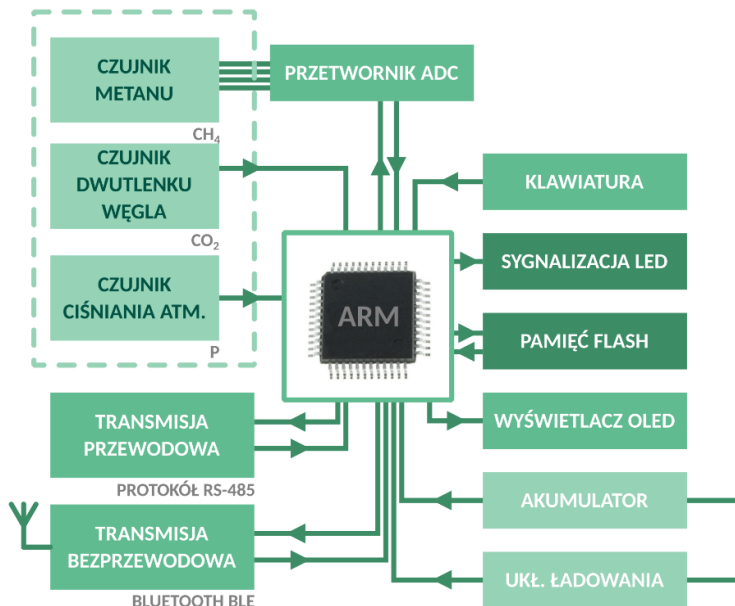 CZUJNIK
METANU
CH₄
PRZETWORNIK ADC
CZUJNIK
DWUTLENKU
WĘGLA
CO₂
KLAWIATURA
CZUJNIK
CIŚNIANIA ATM.
P
ARM
SYGNALIZACJA LED
PAMIĘĆ FLASH
TRANSMISJA
PRZEWODOWA
PROTOKÓŁ RS-485
WYŚWIETLACZ OLED
TRANSMISJA
BEZPRZEWODOWA
BLUETOOTH BLE
AKUMULATOR
UKŁ. ŁADOWANIA